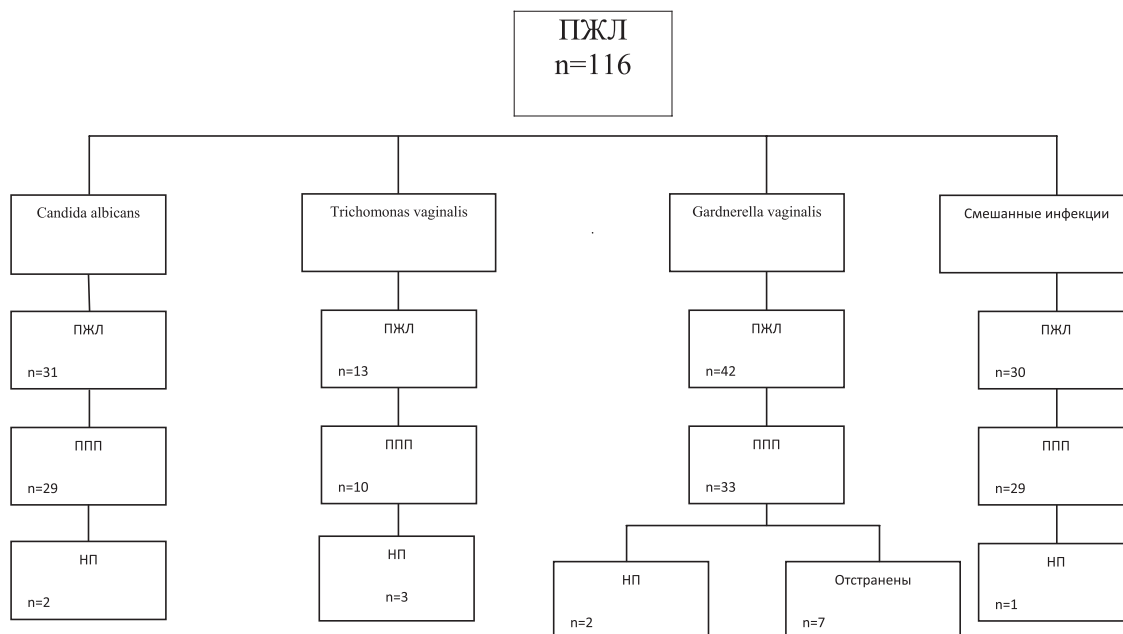 ПЖЛ
n=116
Candida albicans
Trichomonas vaginalis
Gardnerella vaginalis
Смешанные инфекции
ПЖЛ
n=31
ПЖЛ
n=13
ПЖЛ
n=42
ПЖЛ
n=30
ППП
n=29
ППП
n=10
ППП
n=33
ППП
n=29
НП
n=2
НП
n=3
НП
n=2
Отстранены
n=7
НП
n=1